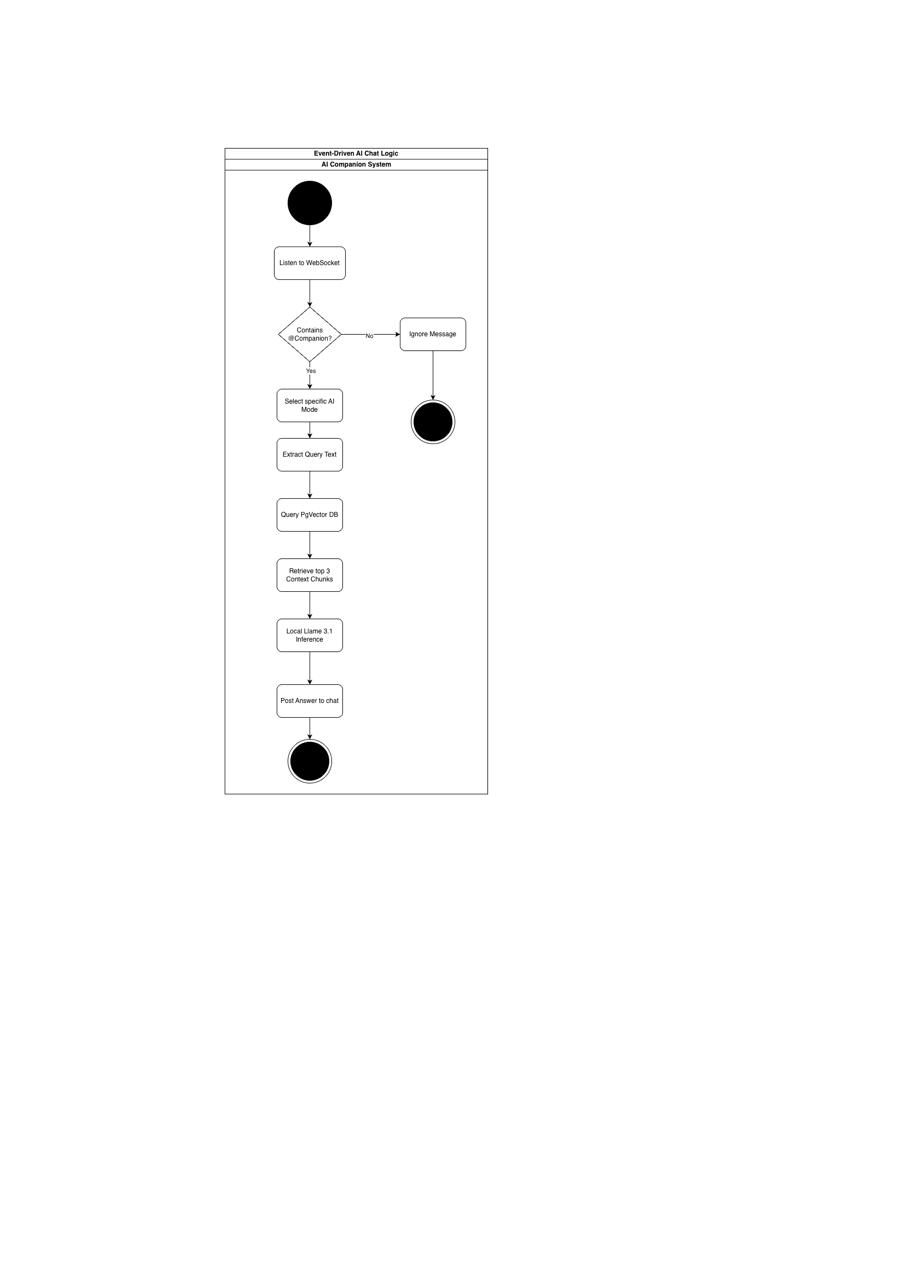 Event-Driven AI Chat Logic
AI Companion System
Listen to WebSocket
Contains
@Companion?
No
Ignore Message
Yes
Select specific AI
Mode
Extract Query Text
Query PgVector DB
Retrieve top 3
Context Chunks
Local Llame 3.1
Inference
Post Answer to chat